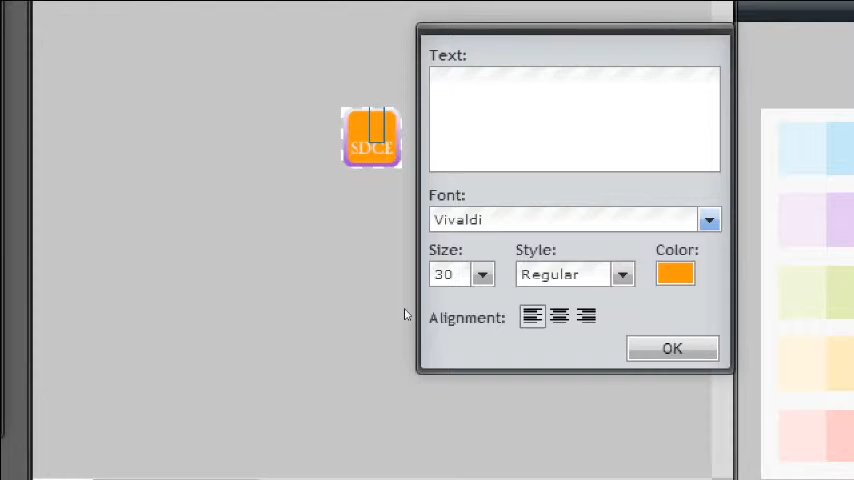 Text:
SDCE
Font:
Vivaldi
Size:
Style:
Color:
30
Regular
Alignment:
OK